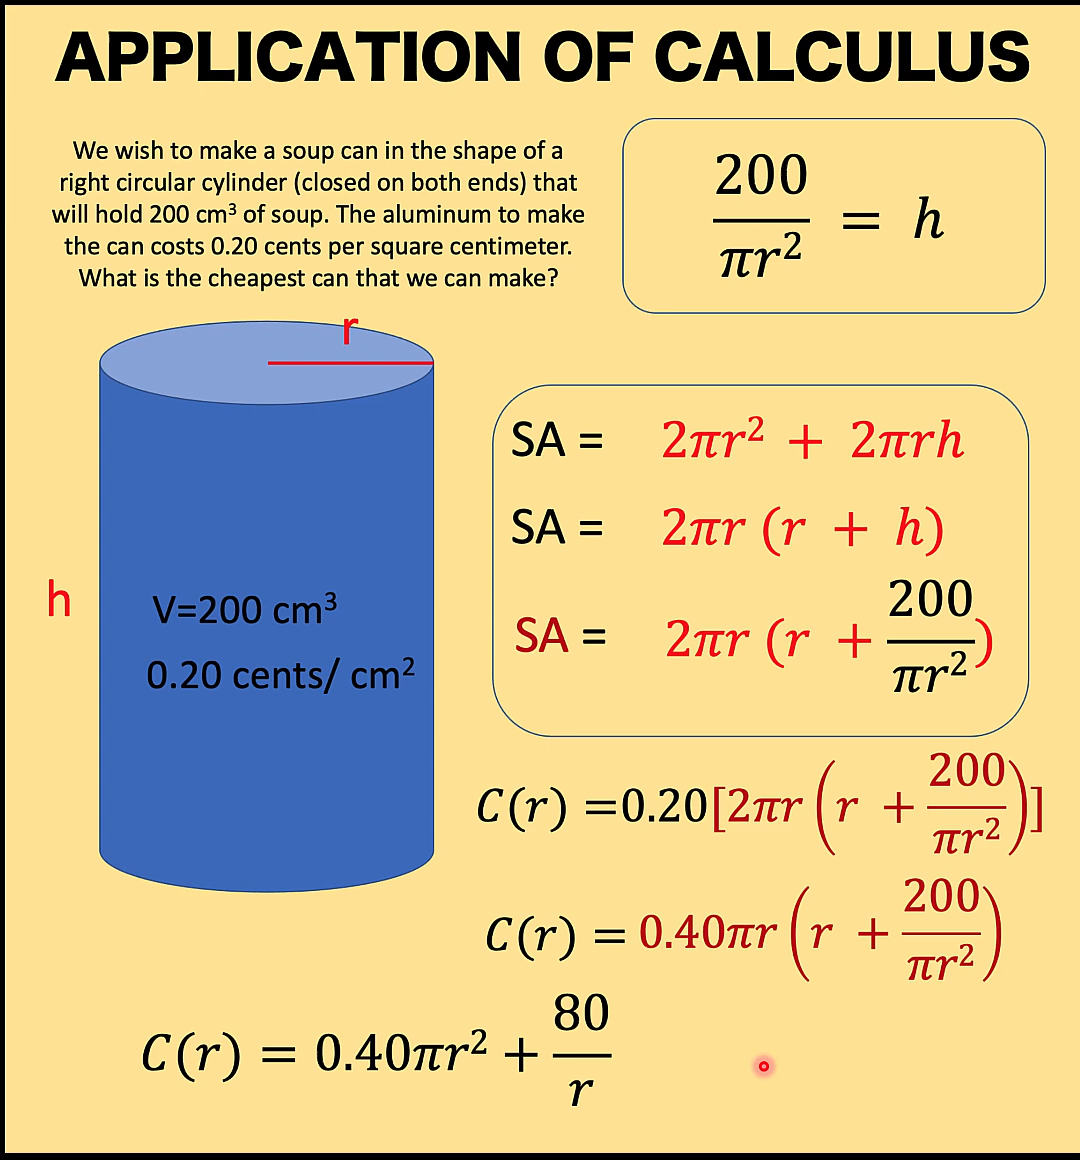 APPLICATION OF CALCULUS
We wish to make a soup can in the shape of a
right circular cylinder (closed on both ends) that
will hold 200 cm³ of soup. The aluminum to make
the can costs 0.20 cents per square centimeter.
What is the cheapest can that we can make?
200
πr²
= h
r
h
V=200 cm³
0.20 cents/ cm²
SA = 2πr² + 2πrh
SA = 2πr (r + h)
SA = 2πr (r + 200/πr²)
C(r) =0.20[2πr(r + 200/πr²)]
C(r) = 0.40πr(r + 200/πr²)
C(r) = 0.40πr² + 80/r